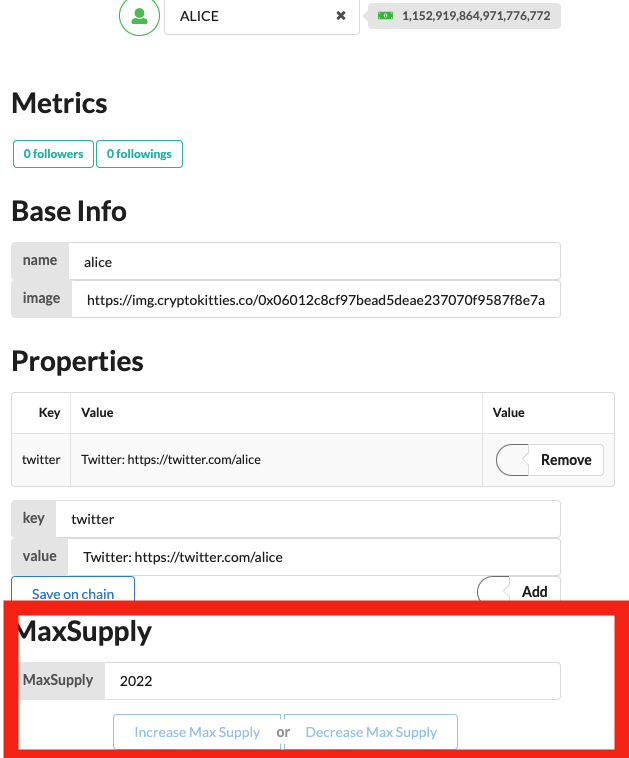 ALICE 1,152,919,864,971,776,772
Metrics
0 followers 0 followings
Base Info
name alice
image https://img.cryptokitties.co/0x06012c8cf97bead5deae237070f9587f8e7a
Properties
Key Value Value
twitter Twitter: https://twitter.com/alice Remove
key twitter
value Twitter: https://twitter.com/alice
Save on chain Add
MaxSupply
MaxSupply 2022
Increase Max Supply or Decrease Max Supply